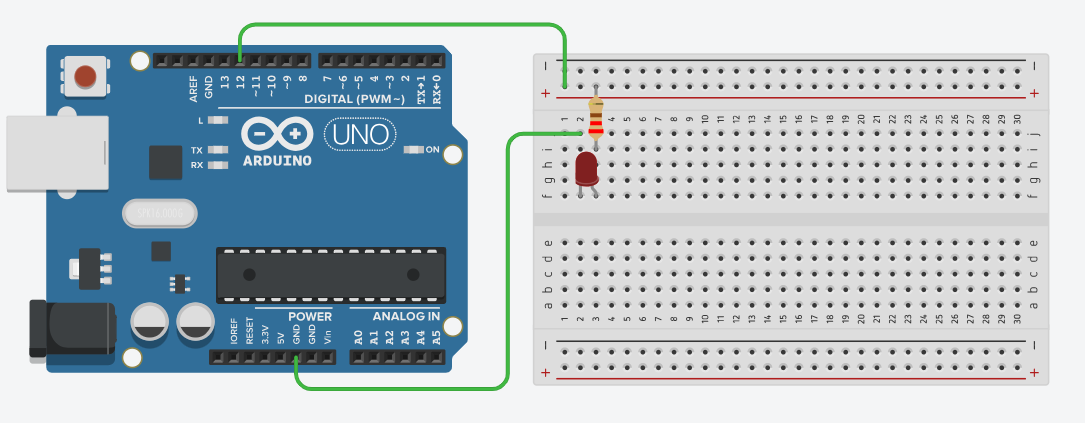 AREF
GND
13
12
~11
~10
~9
8
7
~6
~5
4
~3
2
TX→1
RX←0
DIGITAL (PWM~)
L
TX
RX
ARDUINO
UNO
ON
IOREF
RESET
3.3V
5V
GND
GND
Vin
POWER
ANALOG IN
A0
A1
A2
A3
A4
A5
− −
+ +
1 2 3 4 5 6 7 8 9 10 11 12 13 14 15 16 17 18 19 20 21 22 23 24 25 26 27 28 29 30
j
i i
h h
g g
f f
e e
d d
c c
b b
a a
1 2 3 4 5 6 7 8 9 10 11 12 13 14 15 16 17 18 19 20 21 22 23 24 25 26 27 28 29 30
− −
+ +